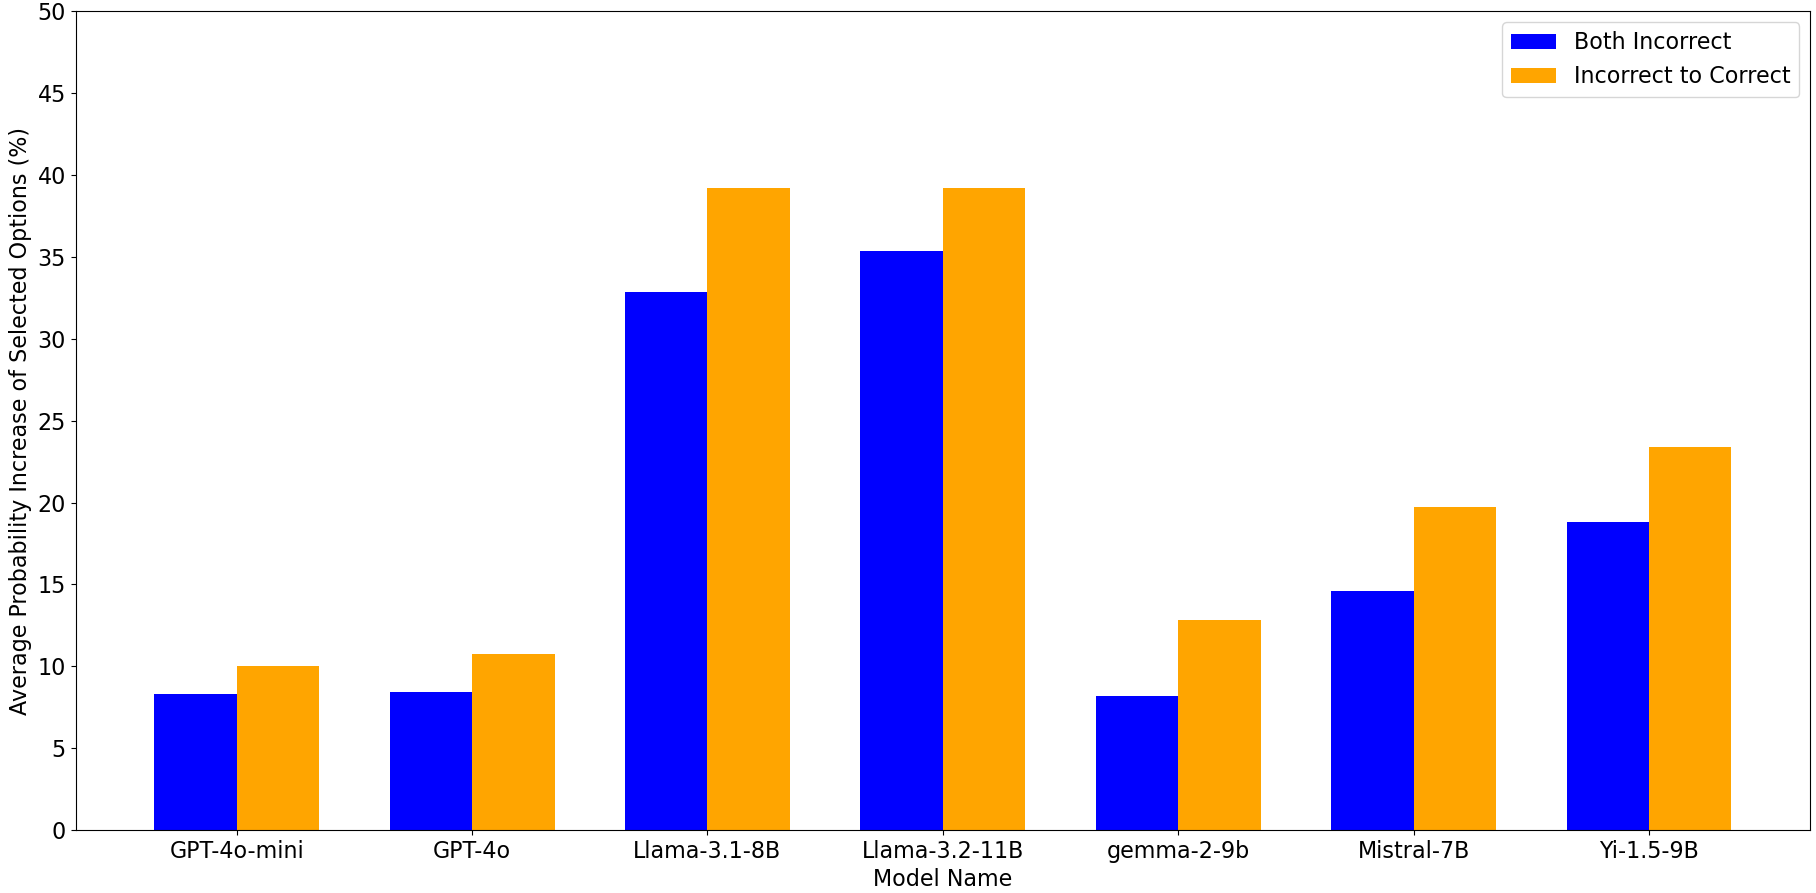 Both Incorrect
Incorrect to Correct
Average Probability Increase of Selected Options (%)
50
45
40
35
30
25
20
15
10
5
0
GPT-4o-mini GPT-4o Llama-3.1-8B Llama-3.2-11B gemma-2-9b Mistral-7B Yi-1.5-9B
Model Name